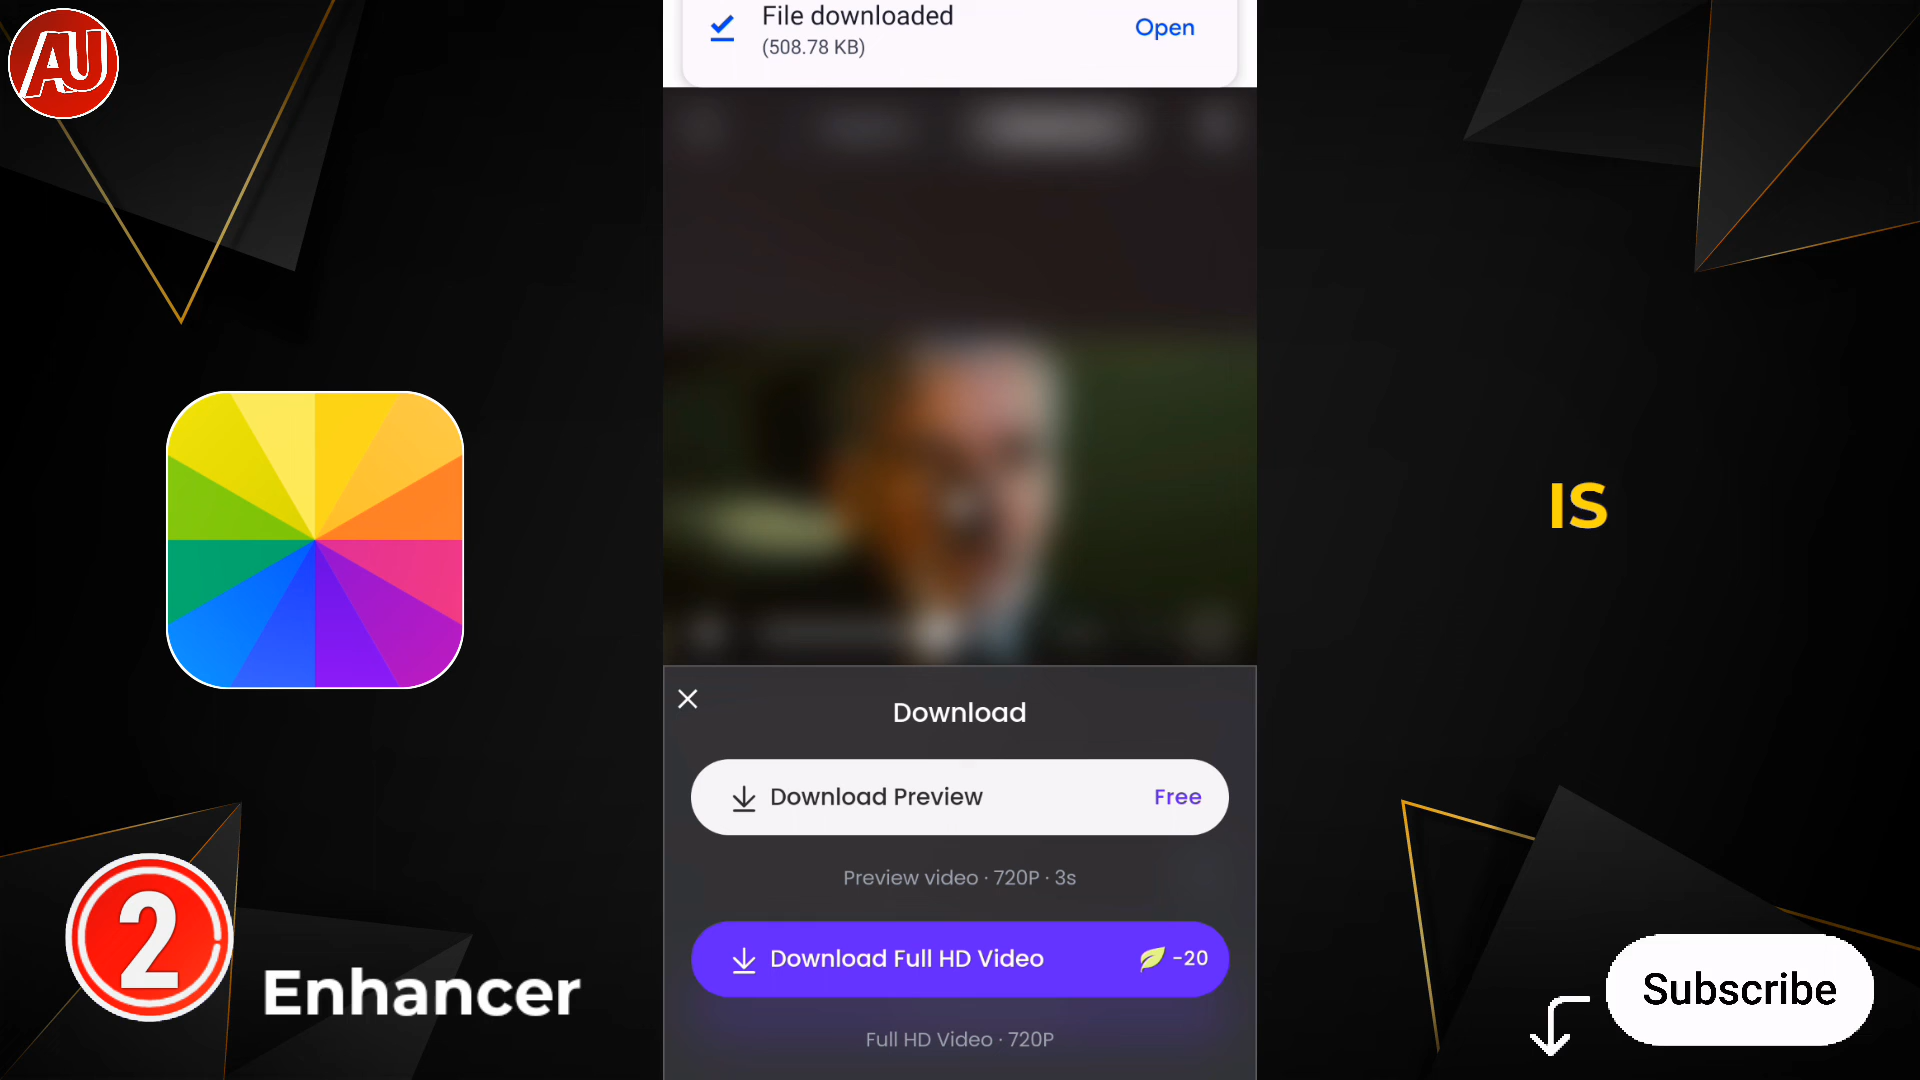 AU
File downloaded
(508.78 KB)
Open
IS
Download
Download Preview
Free
Preview video · 720P · 3s
Download Full HD Video
-20
Full HD Video · 720P
2
Enhancer
Subscribe